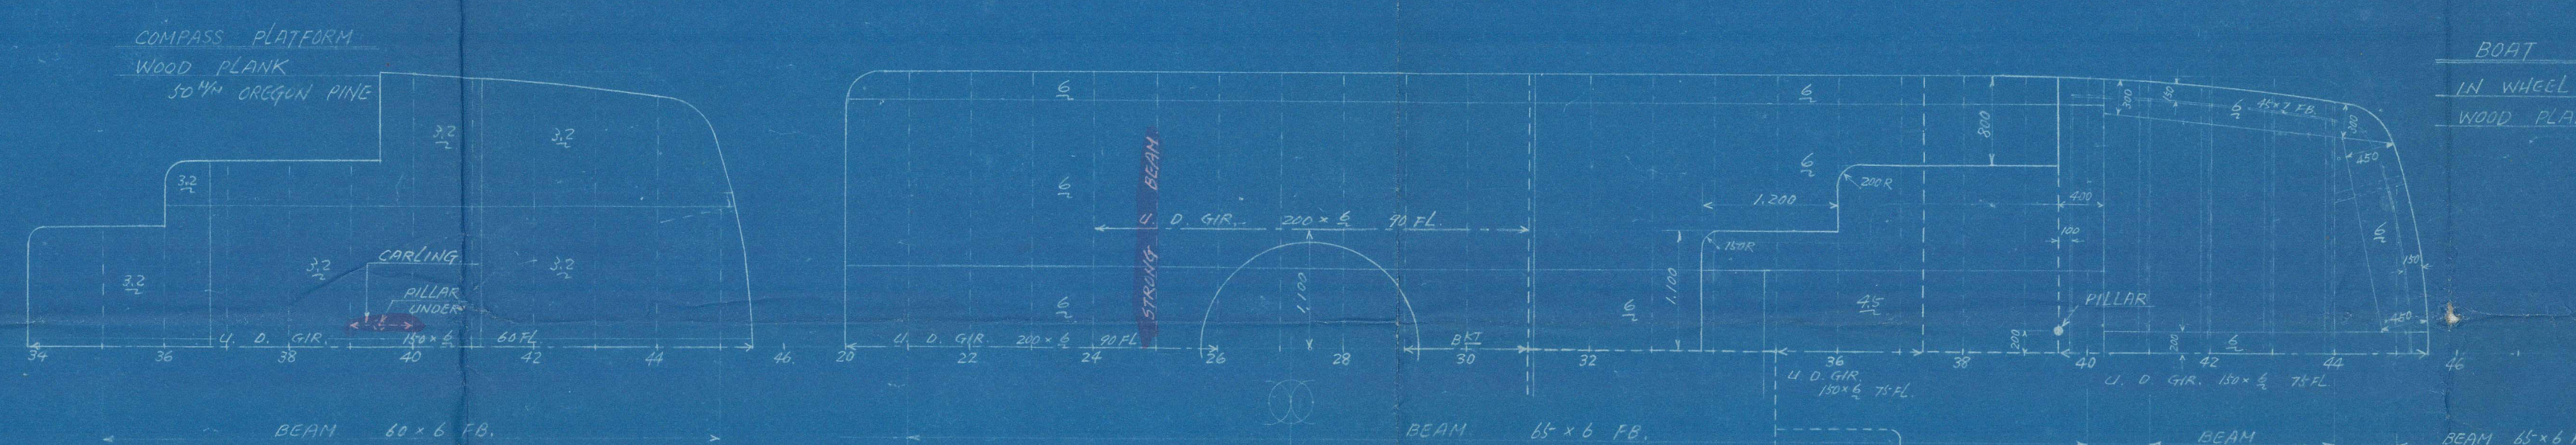 COMPASS PLATFORM
WOOD PLANK
50 M/M OREGON PINE
3.2
3.2
3.2
3.2
3.2
3.2
CARLING
PILLAR
UNDER
U. D. GIR. 150 × 6 60 FL.
34 36 38 40 42 44 46
BEAM 60 × 6 FB.
6
6
6
6
6
6
STRONG BEAM
U. D. GIR. 200 × 6 90 FL.
1.100
U. D. GIR. 200 × 6 90 FL
BKT
1.200
200 R
150 R
1.100
800
4.5
400
100
PILLAR
200
300
150
6 45 × 7 FB.
300
450
6
150
450
200
6
20 22 24 26 28 30 32 36 38 40 42 44 46
U. D. GIR.
150 × 6 75 FL.
U. D. GIR. 150 × 6 75 FL.
BEAM 65 × 6 FB.
BEAM
BEAM 65 × 6
BOAT
IN WHEEL
WOOD PLA